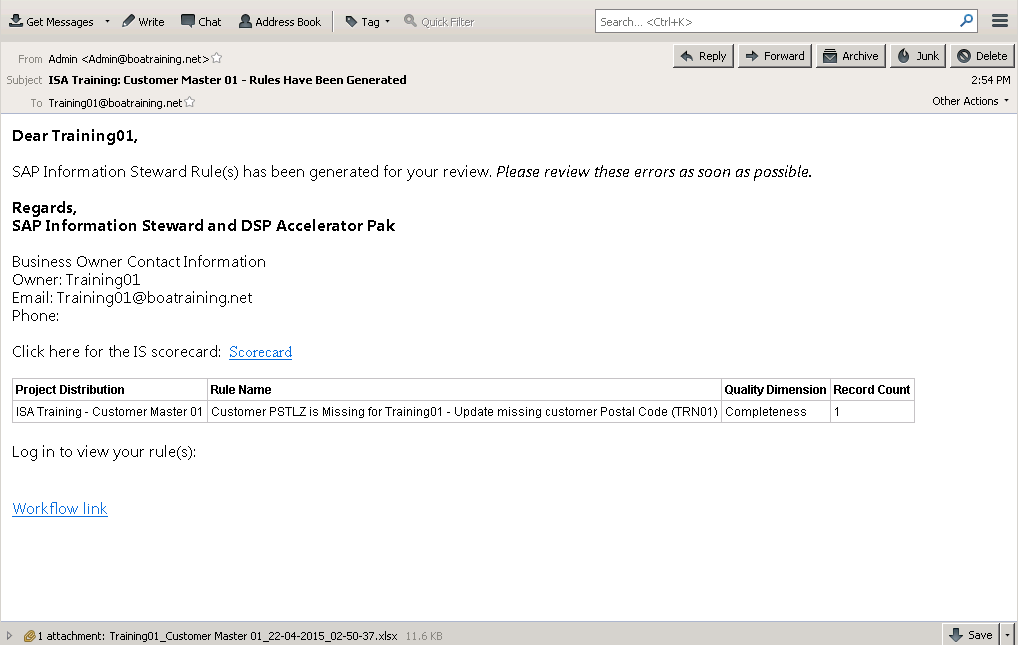 Get Messages Write Chat Address Book Tag Quick Filter Search... <Ctrl+K>
From Admin <Admin@boatraining.net> Reply Forward Archive Junk Delete
Subject ISA Training: Customer Master 01 - Rules Have Been Generated 2:54 PM
To Training01@boatraining.net Other Actions
Dear Training01,
SAP Information Steward Rule(s) has been generated for your review. Please review these errors as soon as possible.
Regards,
SAP Information Steward and DSP Accelerator Pak
Business Owner Contact Information
Owner: Training01
Email: Training01@boatraining.net
Phone:
Click here for the IS scorecard: Scorecard
Project Distribution Rule Name Quality Dimension Record Count
ISA Training - Customer Master 01 Customer PSTLZ is Missing for Training01 - Update missing customer Postal Code (TRN01) Completeness 1
Log in to view your rule(s):
Workflow link
1 attachment: Training01_Customer Master 01_22-04-2015_02-50-37.xlsx 11.6 KB Save